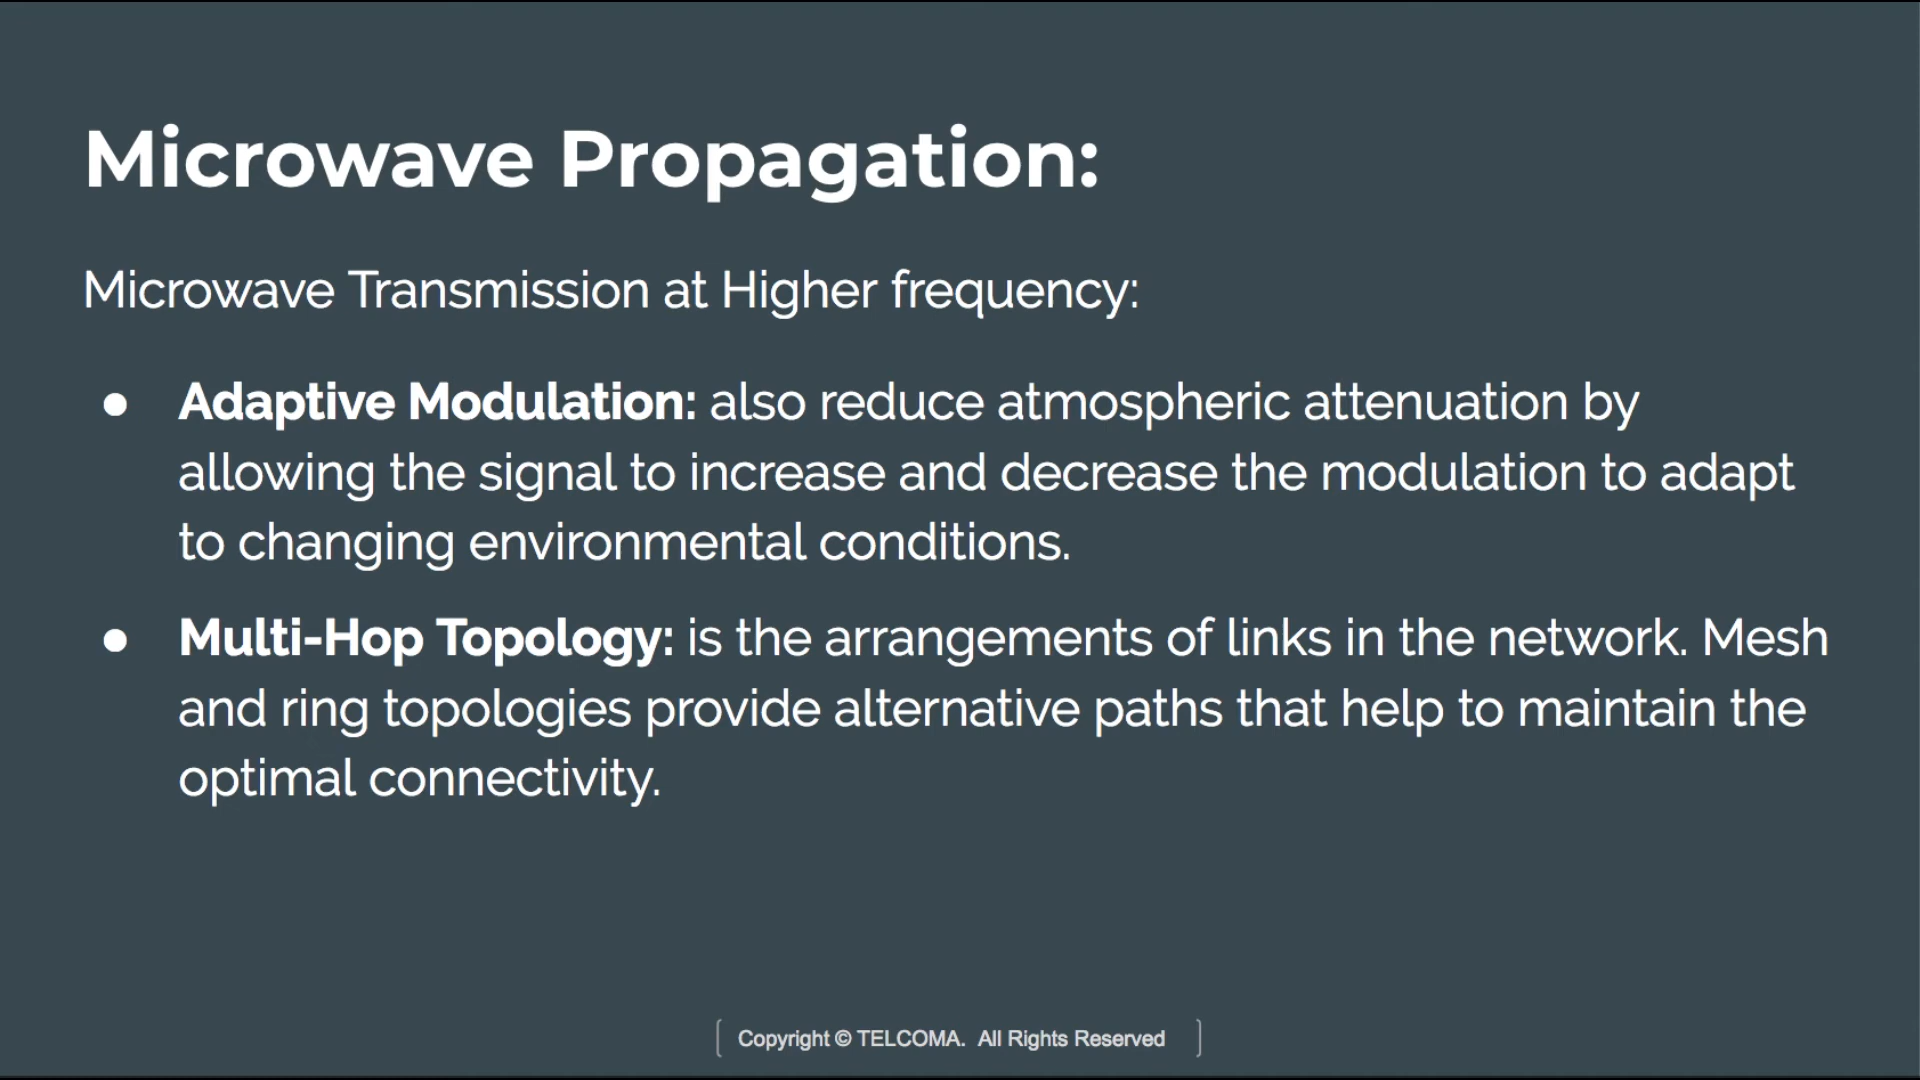 Microwave Propagation:
Microwave Transmission at Higher frequency:
● Adaptive Modulation: also reduce atmospheric attenuation by
allowing the signal to increase and decrease the modulation to adapt
to changing environmental conditions.
● Multi-Hop Topology: is the arrangements of links in the network. Mesh
and ring topologies provide alternative paths that help to maintain the
optimal connectivity.
Copyright © TELCOMA. All Rights Reserved